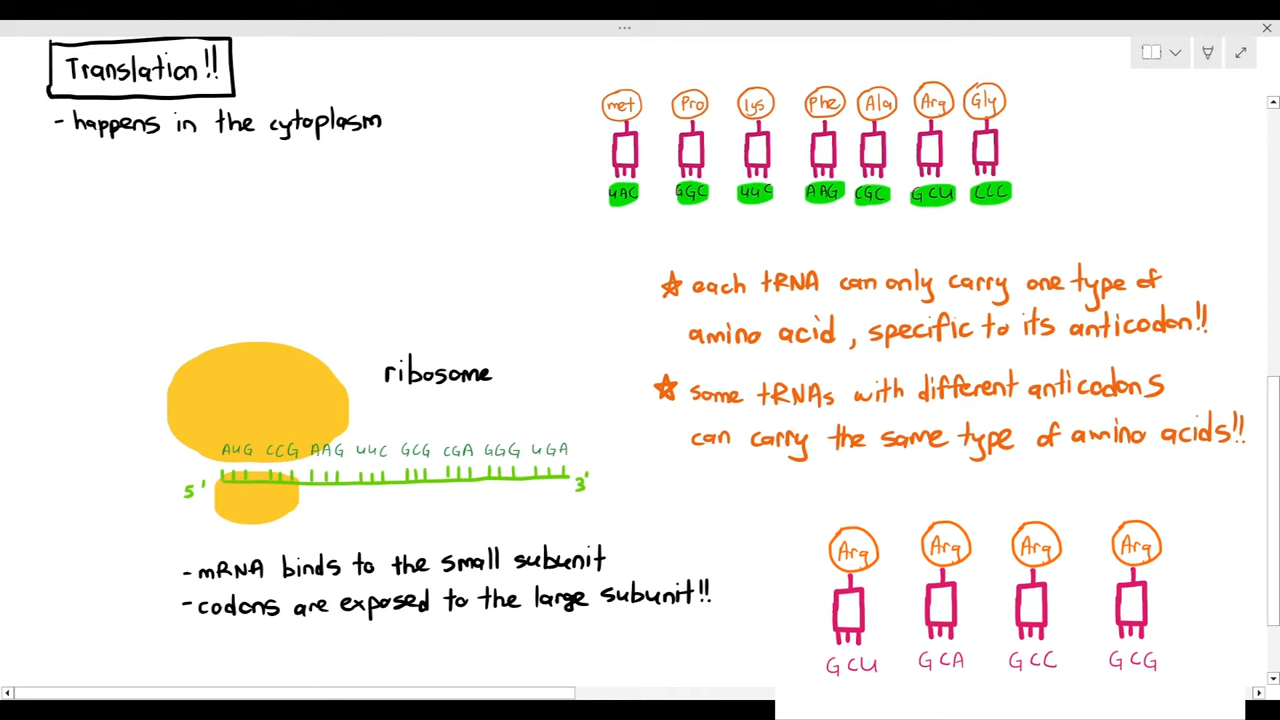 Translation!!
- happens in the cytoplasm
met Pro Lys Phe Ala Arg Gly
UAC GGC UUC AAG CGC GCU CCC
☆ each tRNA can only carry one type of
amino acid, specific to its anticodon!!
★ some tRNAs with different anticodons
can carry the same type of amino acids!!
ribosome
AUG CCG AAG UUC GCG CGA GGG UGA
5' 3'
- mRNA binds to the small subunit
- codons are exposed to the large subunit!!
Arg Arg Arg Arg
GCU GCA GCC GCG